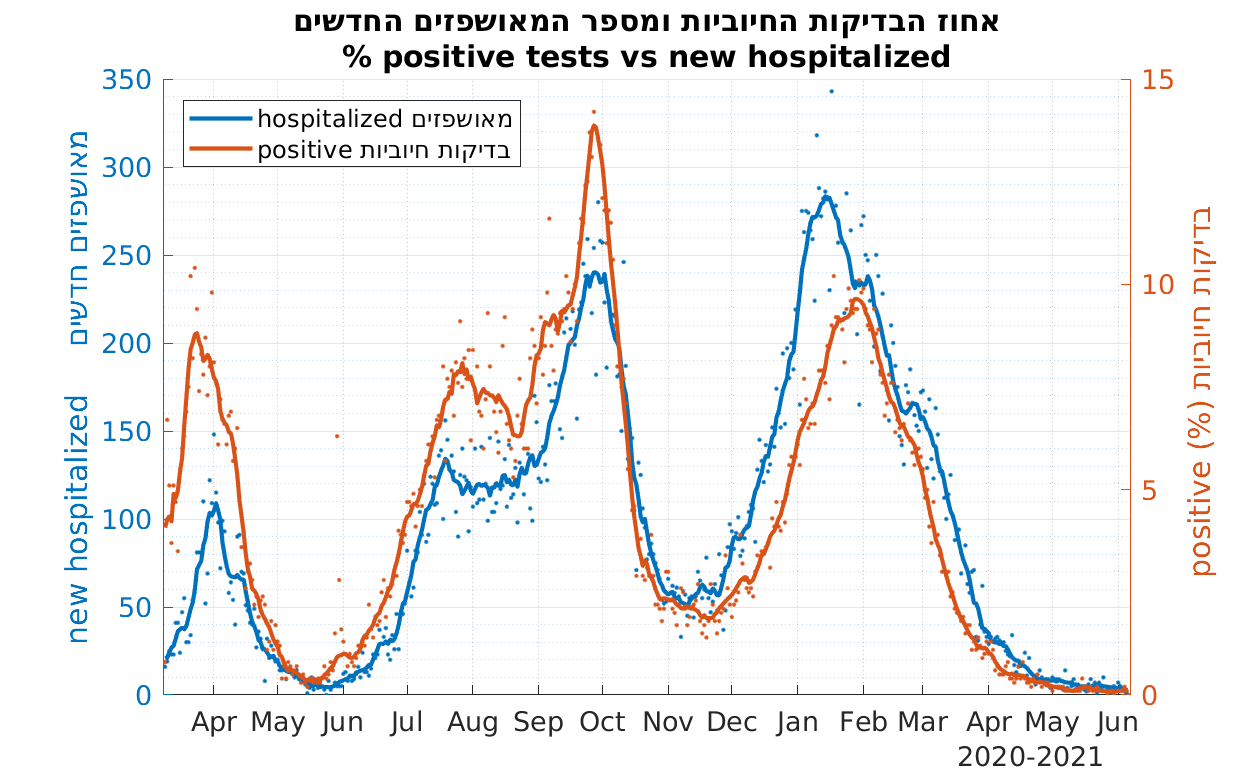 אחוז הבדיקות החיוביות ומספר המאושפזים החדשים
% positive tests vs new hospitalized
350
300
250
200
150
100
50
0
new hospitalized מאושפזים חדשים
hospitalized מאושפזים
positive בדיקות חיוביות
15
10
5
0
positive (%) בדיקות חיוביות
Apr May Jun Jul Aug Sep Oct Nov Dec Jan Feb Mar Apr May Jun
2020-2021